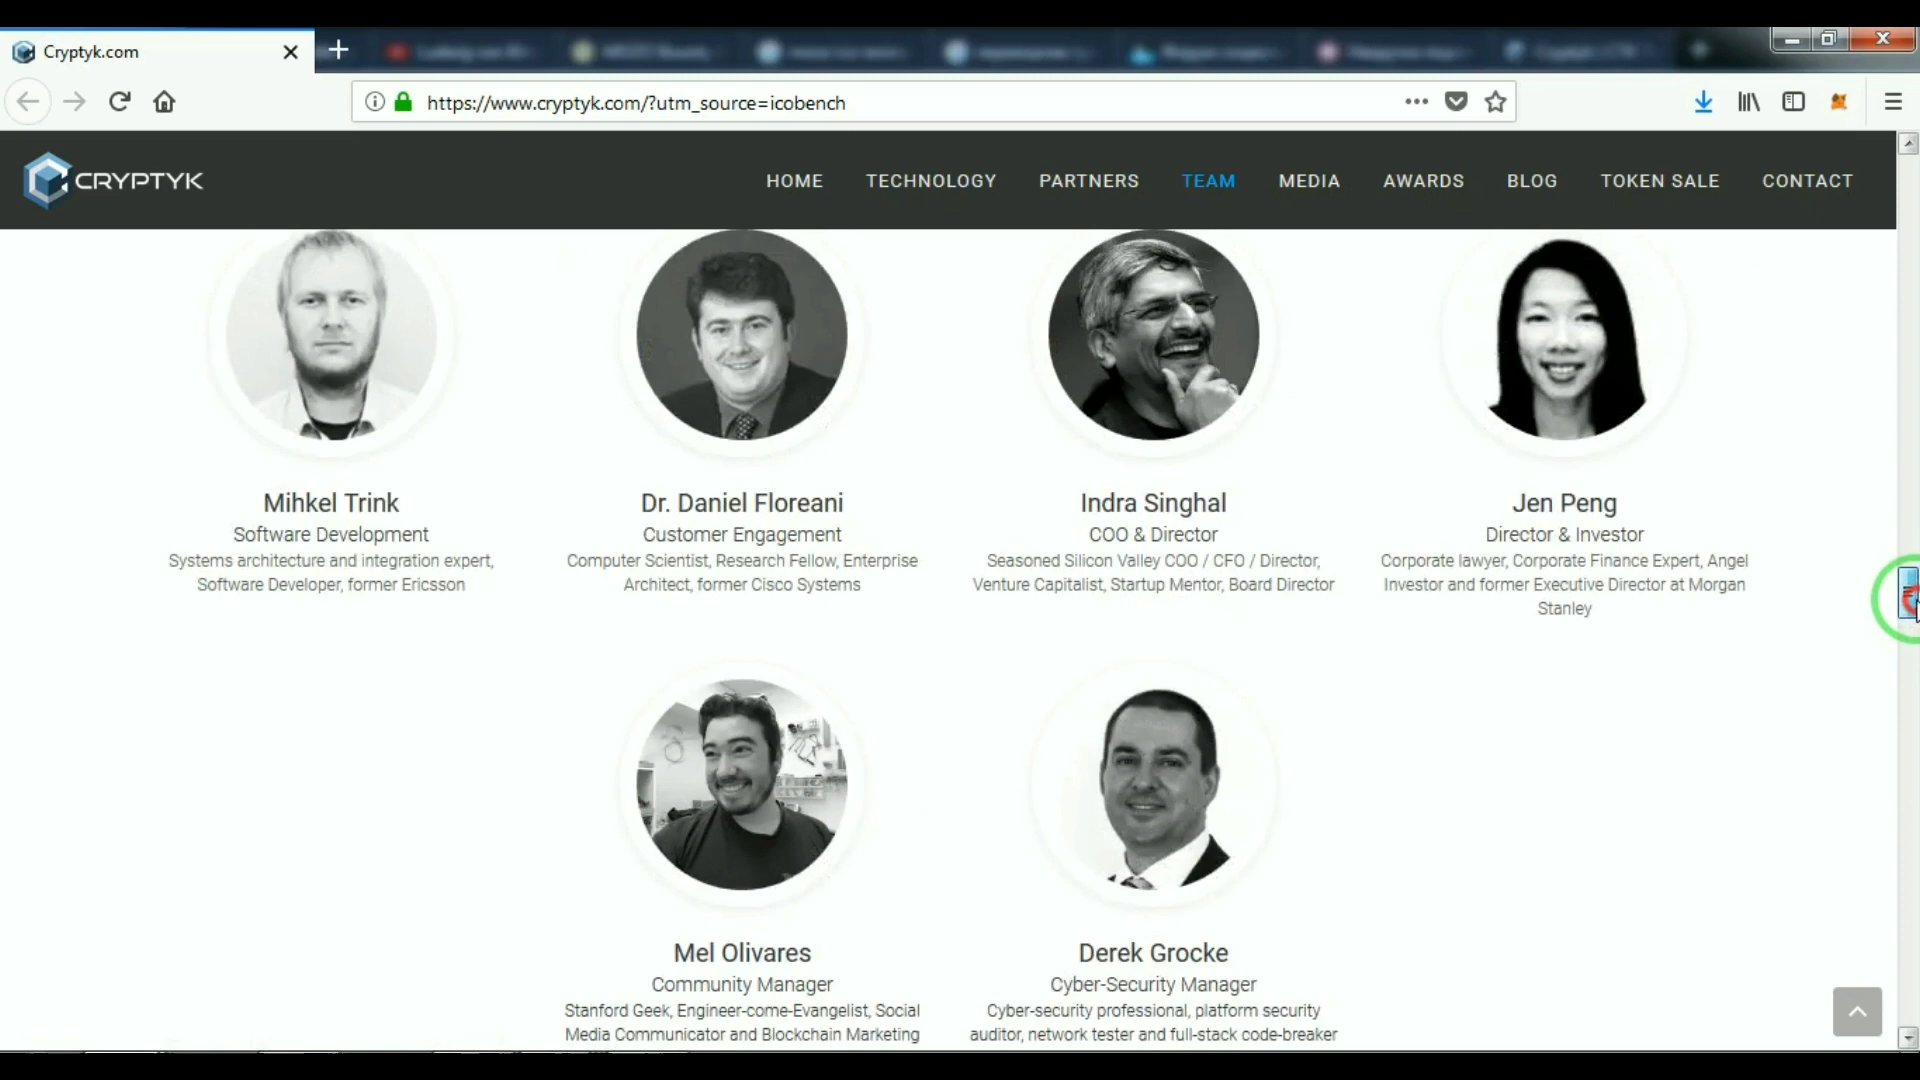 Cryptyk.com
https://www.cryptyk.com/?utm_source=icobench
CRYPTYK
HOME TECHNOLOGY PARTNERS TEAM MEDIA AWARDS BLOG TOKEN SALE CONTACT
Mihkel Trink
Software Development
Systems architecture and integration expert,
Software Developer, former Ericsson
Dr. Daniel Floreani
Customer Engagement
Computer Scientist, Research Fellow, Enterprise
Architect, former Cisco Systems
Indra Singhal
COO & Director
Seasoned Silicon Valley COO / CFO / Director,
Venture Capitalist, Startup Mentor, Board Director
Jen Peng
Director & Investor
Corporate lawyer, Corporate Finance Expert, Angel
Investor and former Executive Director at Morgan
Stanley
Mel Olivares
Community Manager
Stanford Geek, Engineer-come-Evangelist, Social
Media Communicator and Blockchain Marketing
Derek Grocke
Cyber-Security Manager
Cyber-security professional, platform security
auditor, network tester and full-stack code-breaker